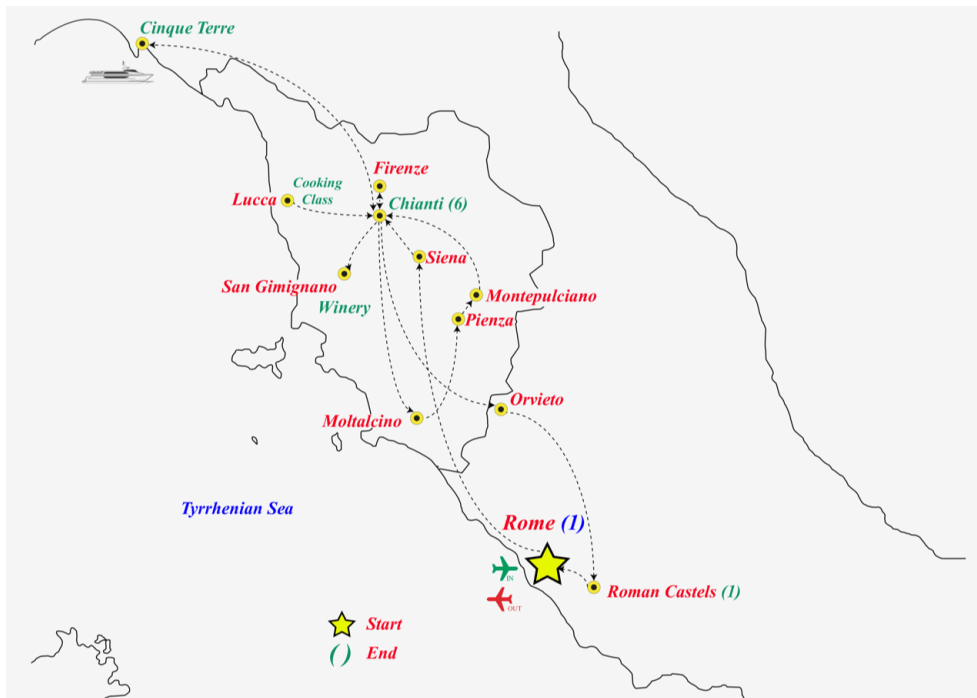 Cinque Terre
Firenze
Cooking
Class
Lucca
Chianti (6)
Siena
San Gimignano
Montepulciano
Winery
Pienza
Orvieto
Moltalcino
Tyrrhenian Sea
Rome (1)
IN
Roman Castels (1)
OUT
Start
( ) End